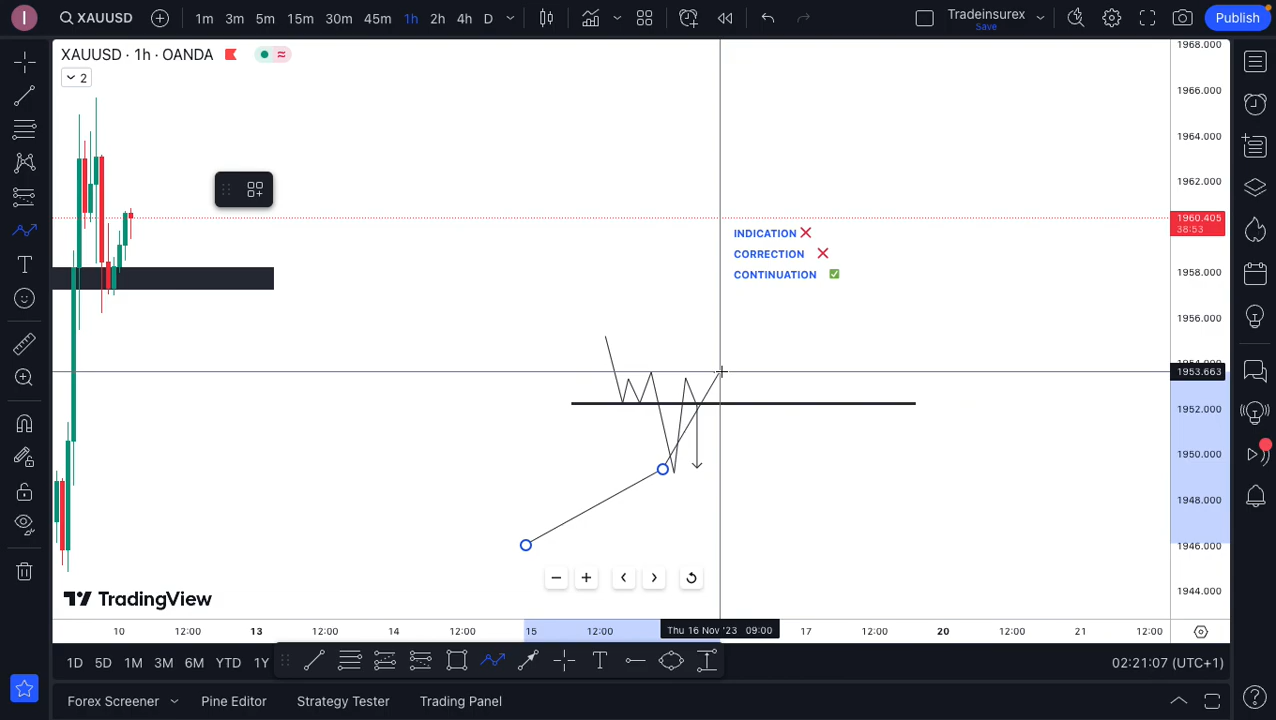 I
XAUUSD
1m 3m 5m 15m 30m 45m 1h 2h 4h D
Tradeinsurex
Save
Publish
XAUUSD · 1h · OANDA
2
1968.000
1966.000
1964.000
1962.000
1960.405
38:53
1958.000
1956.000
1954.000
1953.663
1952.000
1950.000
1948.000
1946.000
1944.000
INDICATION
CORRECTION
CONTINUATION
TradingView
10 12:00 13 12:00 14 12:00 15 12:00 Thu 16 Nov '23 09:00 17 12:00 20 12:00 21 12:00
1D 5D 1M 3M 6M YTD 1Y
02:21:07 (UTC+1)
Forex Screener Pine Editor Strategy Tester Trading Panel